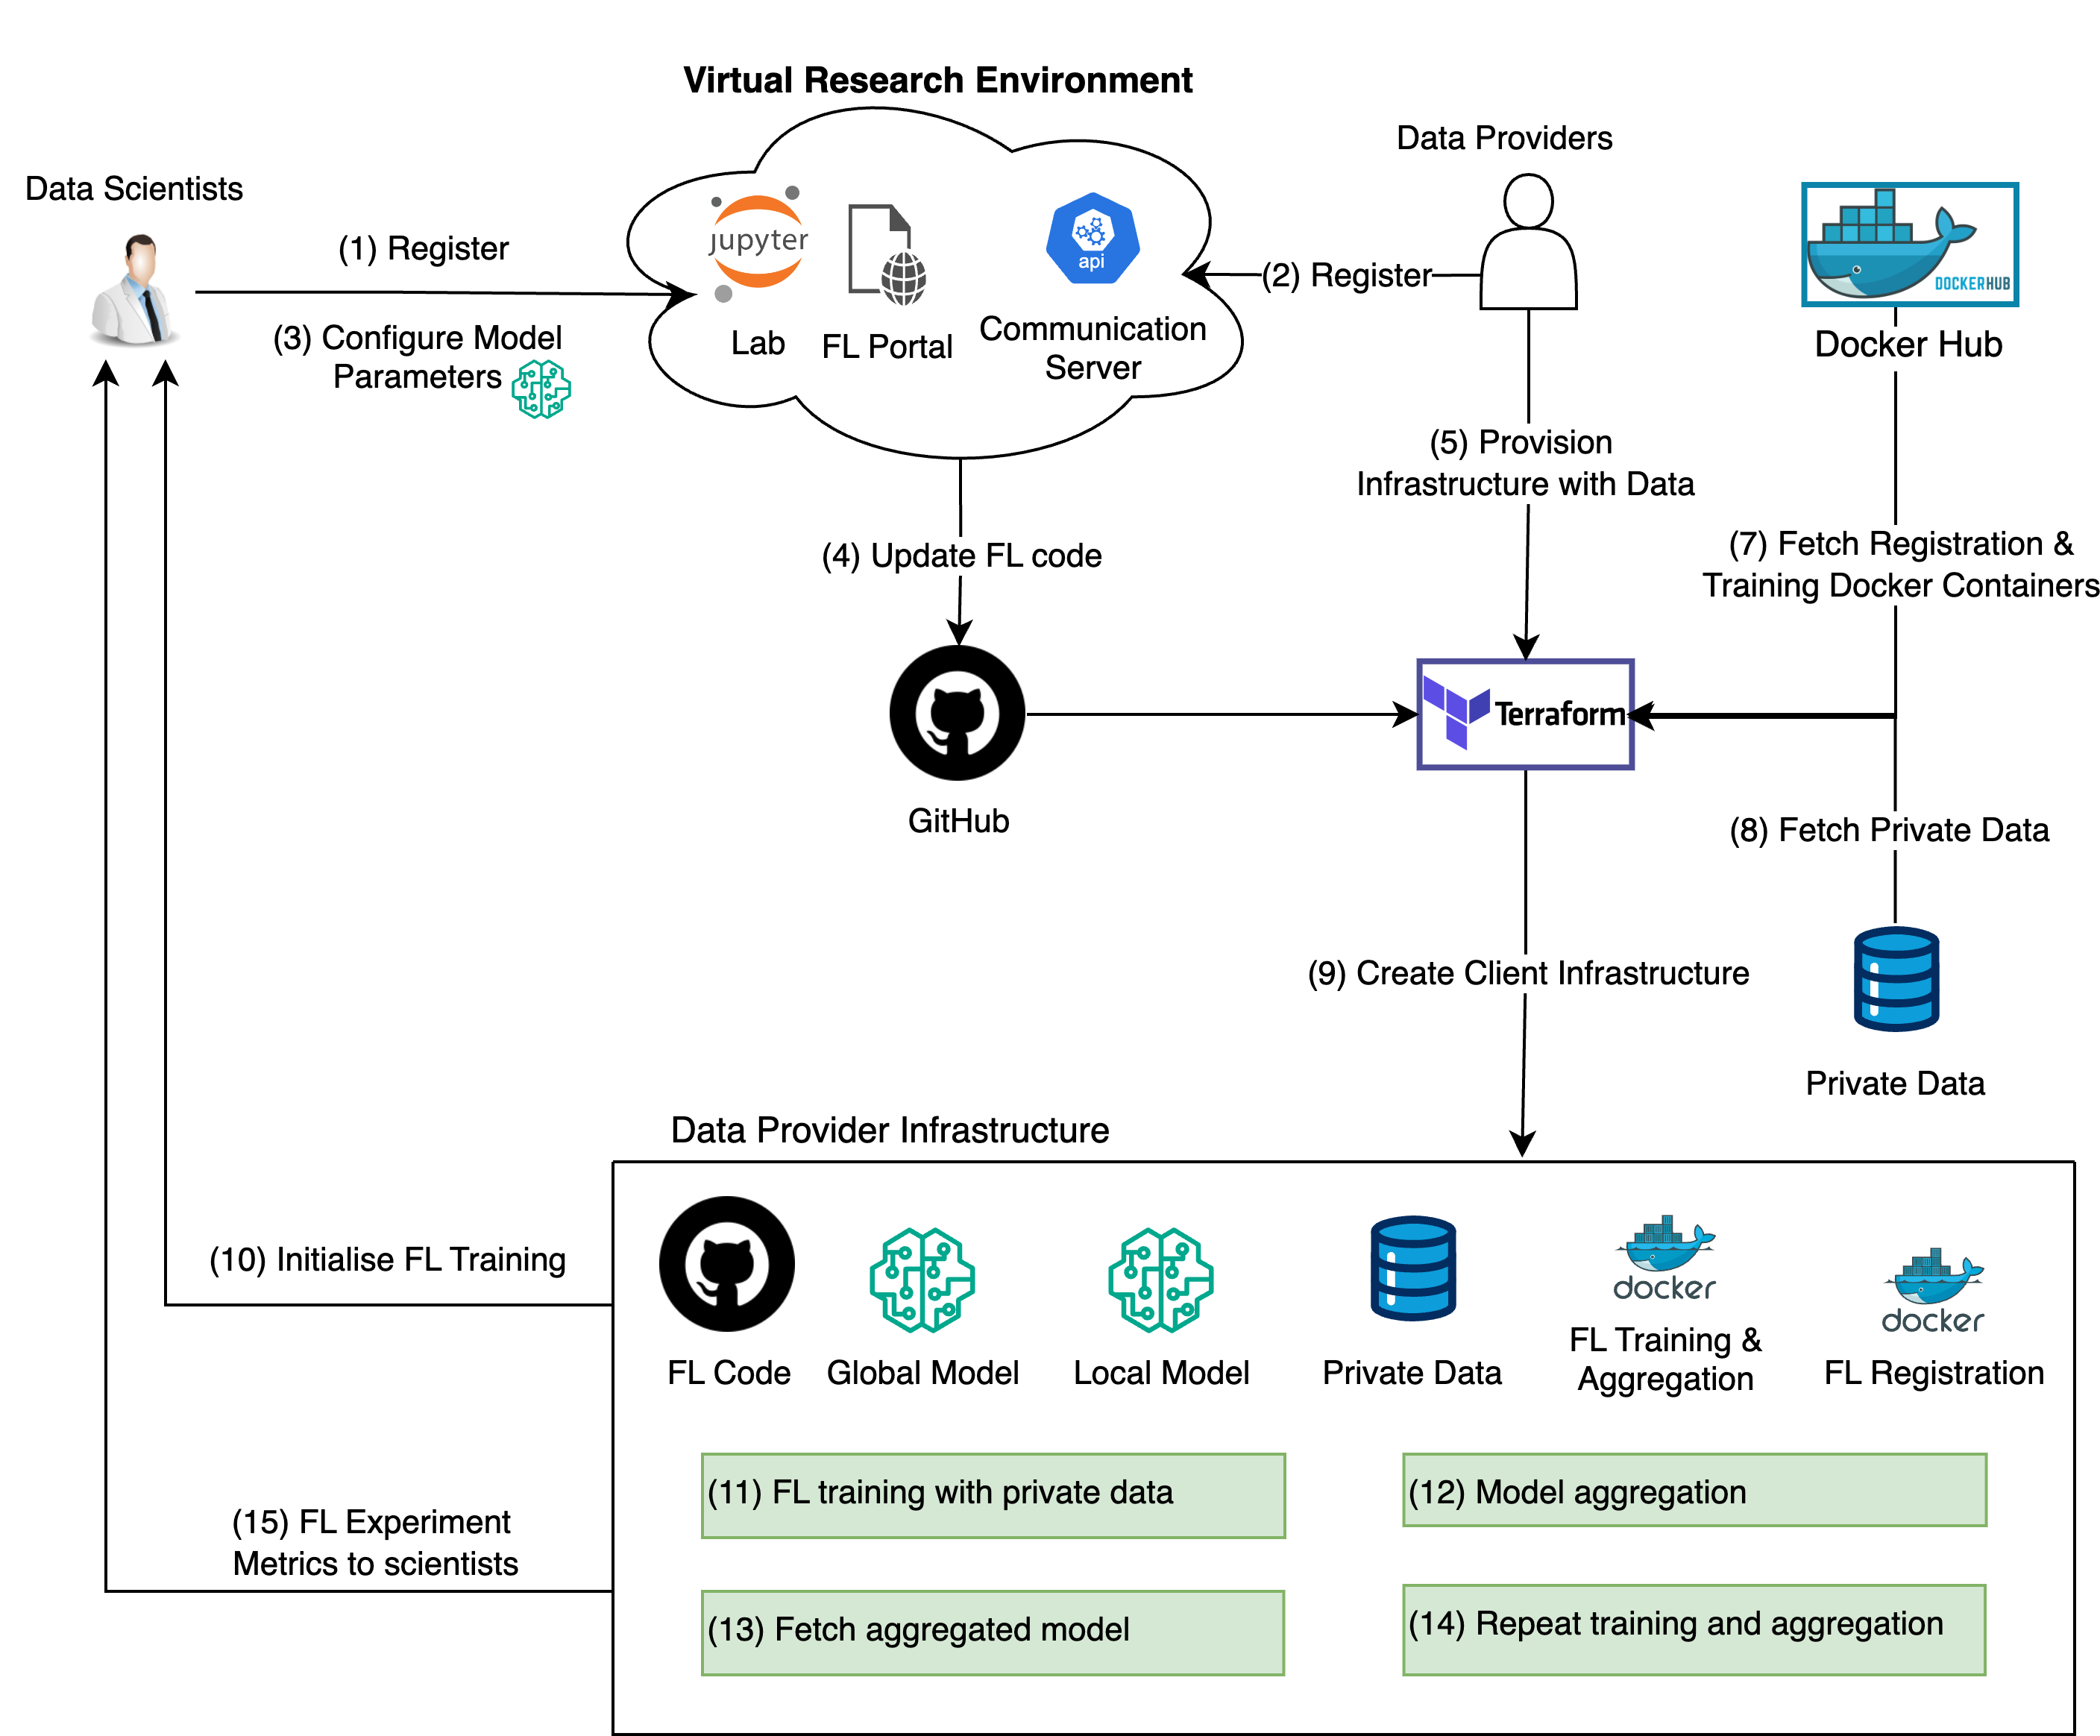 Virtual Research Environment
Data Providers
Data Scientists
(1) Register
jupyter
api
(2) Register
DOCKERHUB
(3) Configure Model
Parameters
Lab
FL Portal
Communication
Server
Docker Hub
(5) Provision
Infrastructure with Data
(4) Update FL code
(7) Fetch Registration &
Training Docker Containers
Terraform
GitHub
(8) Fetch Private Data
(9) Create Client Infrastructure
Private Data
Data Provider Infrastructure
(10) Initialise FL Training
docker
docker
FL Code
Global Model
Local Model
Private Data
FL Training &
Aggregation
FL Registration
(11) FL training with private data
(12) Model aggregation
(15) FL Experiment
Metrics to scientists
(13) Fetch aggregated model
(14) Repeat training and aggregation